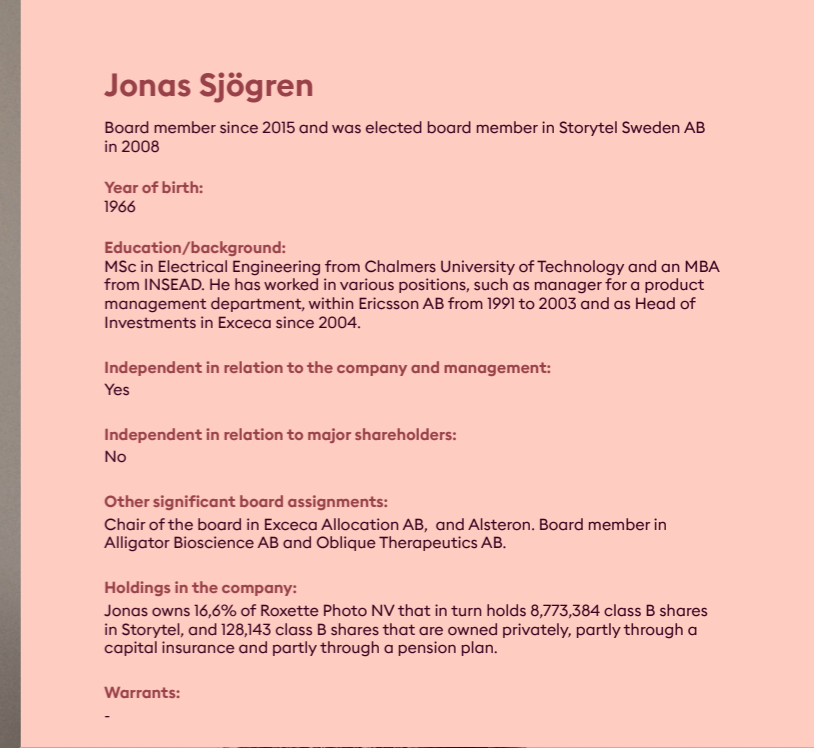 Jonas Sjögren
Board member since 2015 and was elected board member in Storytel Sweden AB
in 2008
Year of birth:
1966
Education/background:
MSc in Electrical Engineering from Chalmers University of Technology and an MBA
from INSEAD. He has worked in various positions, such as manager for a product
management department, within Ericsson AB from 1991 to 2003 and as Head of
Investments in Exceca since 2004.
Independent in relation to the company and management:
Yes
Independent in relation to major shareholders:
No
Other significant board assignments:
Chair of the board in Exceca Allocation AB,  and Alsteron. Board member in
Alligator Bioscience AB and Oblique Therapeutics AB.
Holdings in the company:
Jonas owns 16,6% of Roxette Photo NV that in turn holds 8,773,384 class B shares
in Storytel, and 128,143 class B shares that are owned privately, partly through a
capital insurance and partly through a pension plan.
Warrants:
-